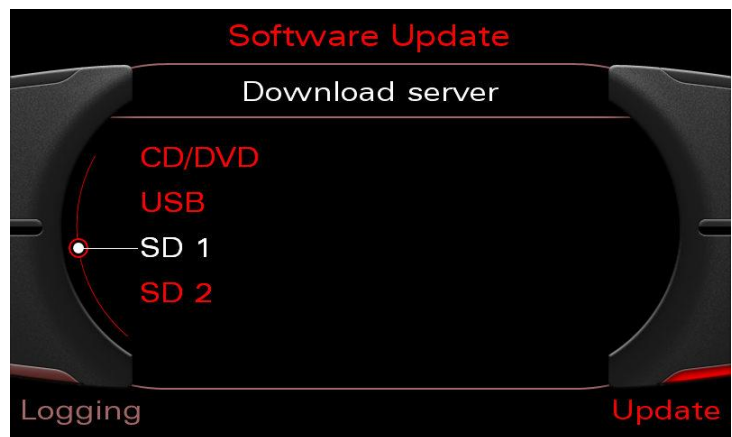 Software Update
Download server
CD/DVD
USB
SD 1
SD 2
Logging
Update